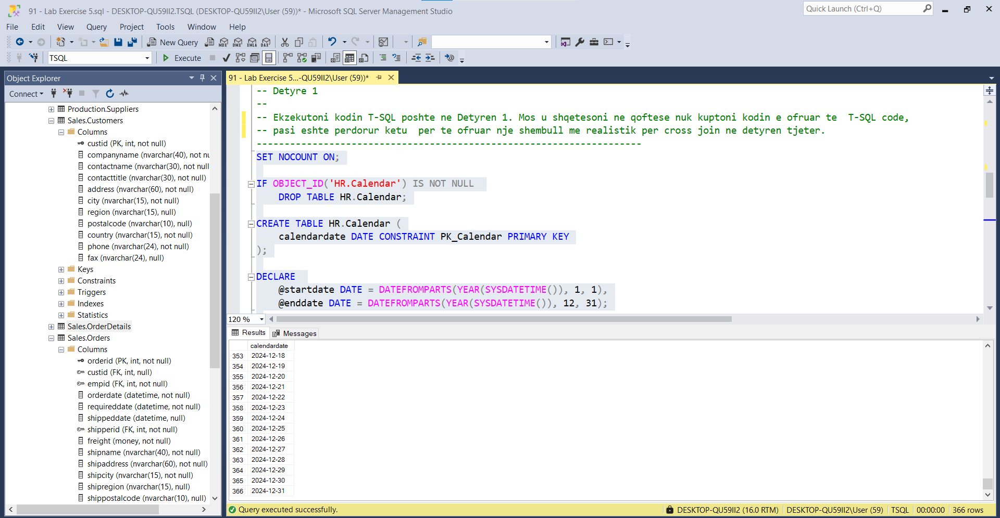 91 - Lab Exercise 5.sql - DESKTOP-QU59II2.TSQL (DESKTOP-QU59II2\User (59))* - Microsoft SQL Server Management Studio
Quick Launch (Ctrl+Q)
File Edit View Query Project Tools Window Help
New Query MDX DMX XMLA DAX
TSQL Execute
Object Explorer
Connect
Production.Suppliers
Sales.Customers
Columns
custid (PK, int, not null)
companyname (nvarchar(40), not nu
contactname (nvarchar(30), not null
contacttitle (nvarchar(30), not null)
address (nvarchar(60), not null)
city (nvarchar(15), not null)
region (nvarchar(15), null)
postalcode (nvarchar(10), null)
country (nvarchar(15), not null)
phone (nvarchar(24), not null)
fax (nvarchar(24), null)
Keys
Constraints
Triggers
Indexes
Statistics
Sales.OrderDetails
Sales.Orders
Columns
orderid (PK, int, not null)
custid (FK, int, null)
empid (FK, int, not null)
orderdate (datetime, not null)
requireddate (datetime, not null)
shippeddate (datetime, null)
shipperid (FK, int, not null)
freight (money, not null)
shipname (nvarchar(40), not null)
shipaddress (nvarchar(60), not null)
shipcity (nvarchar(15), not null)
shipregion (nvarchar(15), null)
shippostalcode (nvarchar(10), null)
91 - Lab Exercise 5...-QU59II2\User (59))*
-- Detyre 1
--
-- Ekzekutoni kodin T-SQL poshte ne Detyren 1. Mos u shqetesoni ne qoftese nuk kuptoni kodin e ofruar te  T-SQL code,
-- pasi eshte perdorur ketu  per te ofruar nje shembull me realistik per cross join ne detyren tjeter.
---------------------------------------------------------------------
SET NOCOUNT ON;
IF OBJECT_ID('HR.Calendar') IS NOT NULL
DROP TABLE HR.Calendar;
CREATE TABLE HR.Calendar (
calendardate DATE CONSTRAINT PK_Calendar PRIMARY KEY
);
DECLARE
@startdate DATE = DATEFROMPARTS(YEAR(SYSDATETIME()), 1, 1),
@enddate DATE = DATEFROMPARTS(YEAR(SYSDATETIME()), 12, 31);
120 %
Results Messages
calendardate
353 2024-12-18
354 2024-12-19
355 2024-12-20
356 2024-12-21
357 2024-12-22
358 2024-12-23
359 2024-12-24
360 2024-12-25
361 2024-12-26
362 2024-12-27
363 2024-12-28
364 2024-12-29
365 2024-12-30
366 2024-12-31
Query executed successfully. DESKTOP-QU59II2 (16.0 RTM) DESKTOP-QU59II2\User (59) TSQL 00:00:00 366 rows